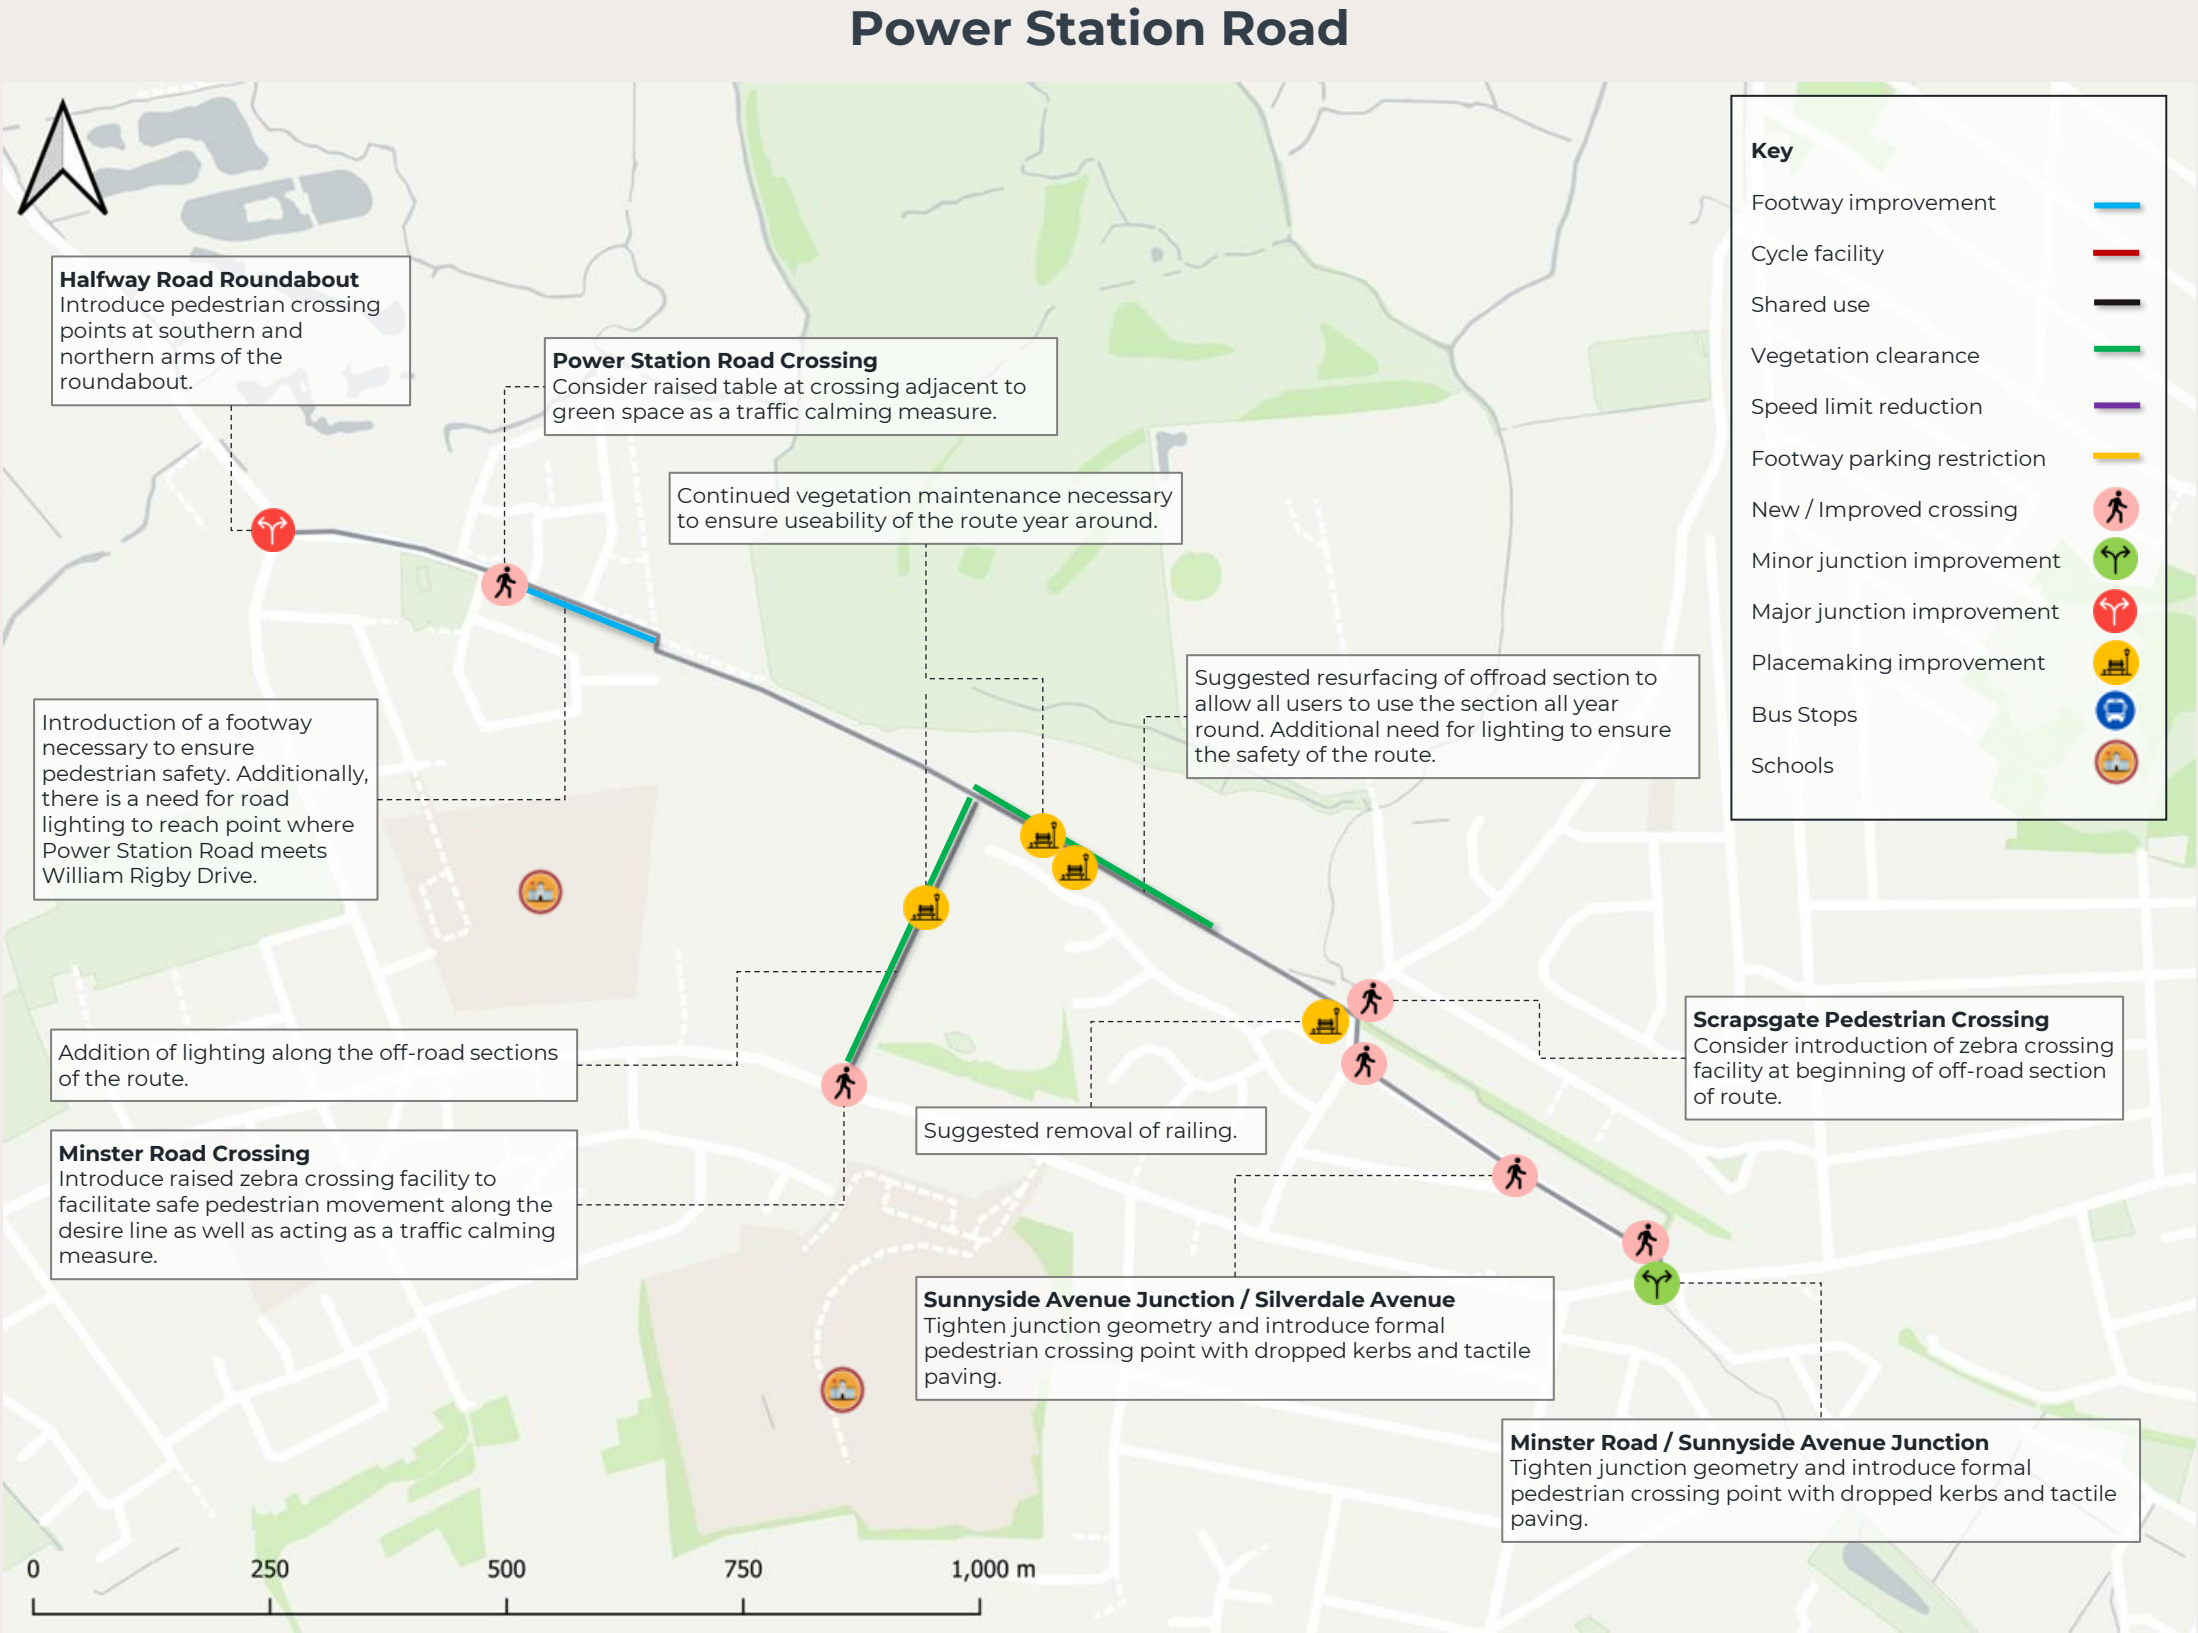 Power Station Road
Key
Footway improvement
Cycle facility
Shared use
Vegetation clearance
Speed limit reduction
Footway parking restriction
New / Improved crossing
Minor junction improvement
Major junction improvement
Placemaking improvement
Bus Stops
Schools
Halfway Road Roundabout
Introduce pedestrian crossing
points at southern and
northern arms of the
roundabout.
Power Station Road Crossing
Consider raised table at crossing adjacent to
green space as a traffic calming measure.
Continued vegetation maintenance necessary
to ensure useability of the route year around.
Suggested resurfacing of offroad section to
allow all users to use the section all year
round. Additional need for lighting to ensure
the safety of the route.
Introduction of a footway
necessary to ensure
pedestrian safety. Additionally,
there is a need for road
lighting to reach point where
Power Station Road meets
William Rigby Drive.
Addition of lighting along the off-road sections
of the route.
Minster Road Crossing
Introduce raised zebra crossing facility to
facilitate safe pedestrian movement along the
desire line as well as acting as a traffic calming
measure.
Suggested removal of railing.
Scrapsgate Pedestrian Crossing
Consider introduction of zebra crossing
facility at beginning of off-road section
of route.
Sunnyside Avenue Junction / Silverdale Avenue
Tighten junction geometry and introduce formal
pedestrian crossing point with dropped kerbs and tactile
paving.
Minster Road / Sunnyside Avenue Junction
Tighten junction geometry and introduce formal
pedestrian crossing point with dropped kerbs and tactile
paving.
0 250 500 750 1,000 m